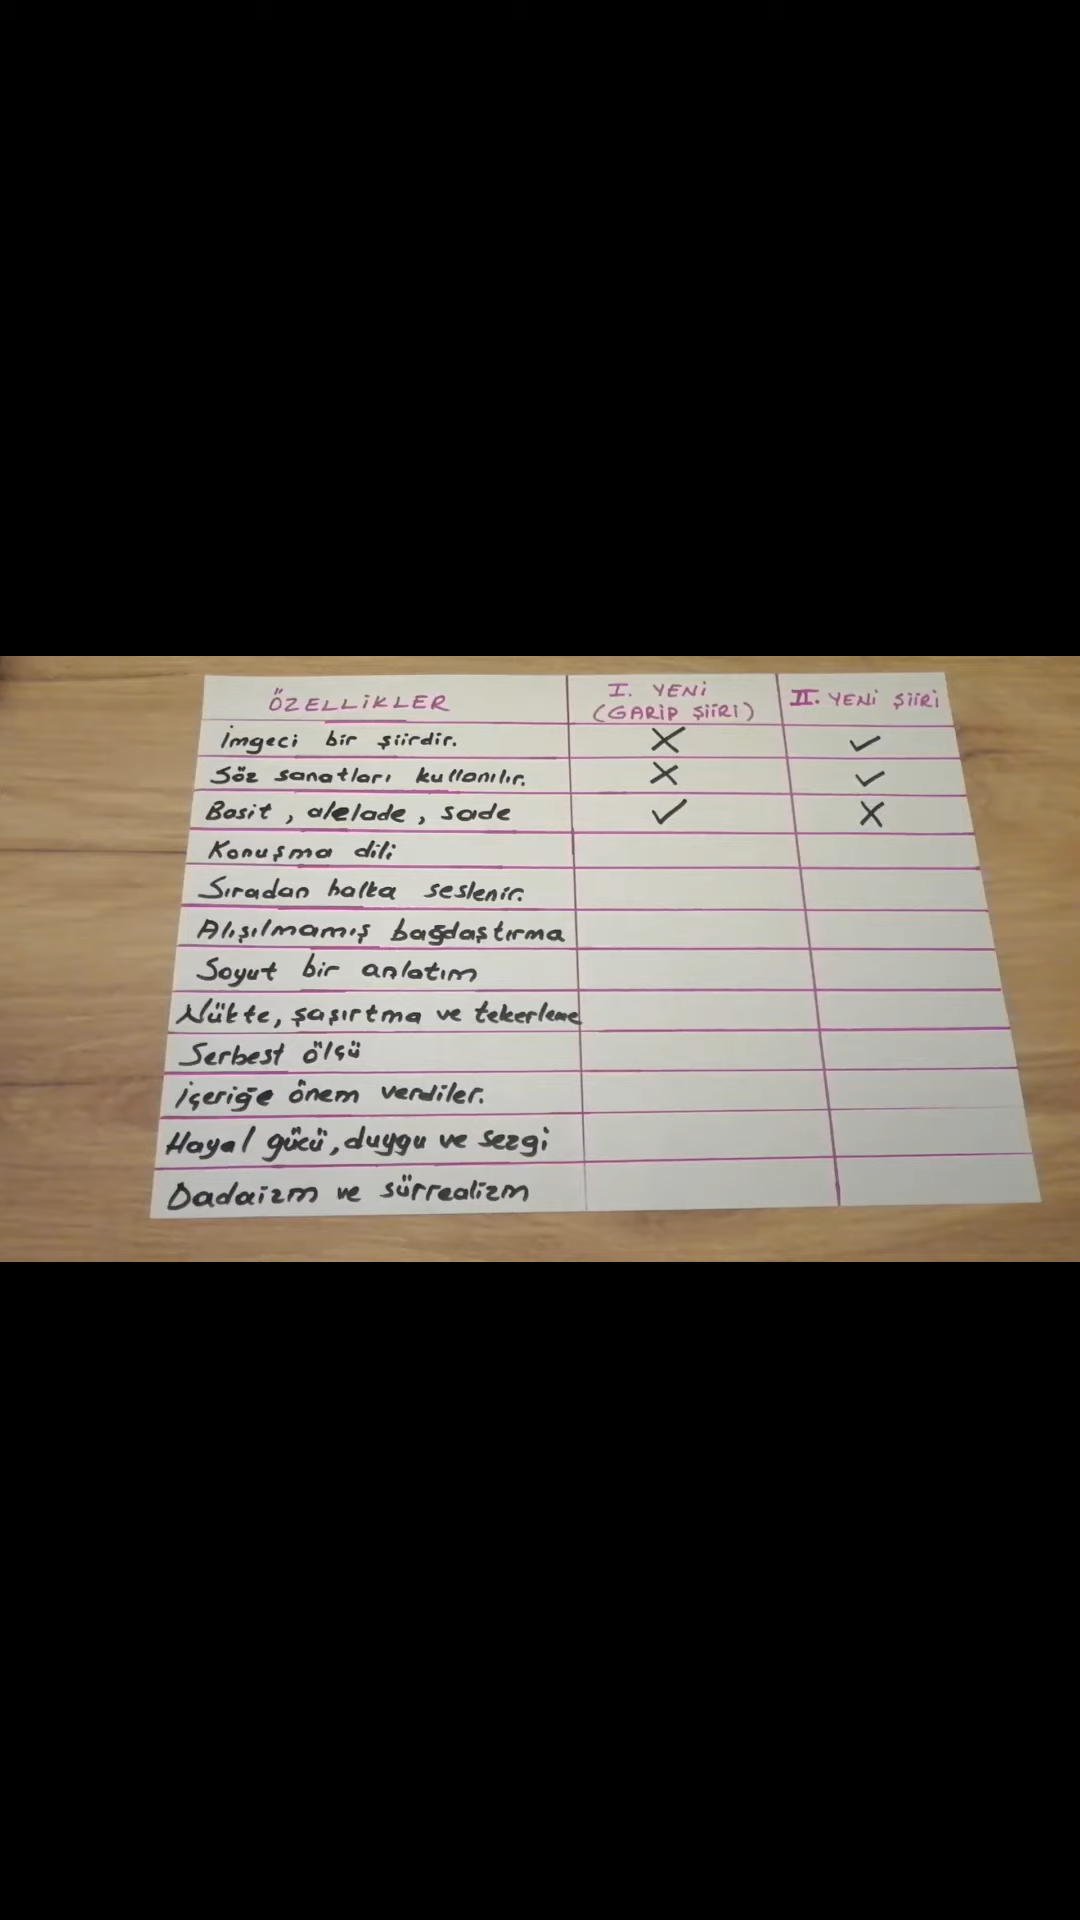 ÖZELLİKLER I. YENİ (GARİP ŞİİRİ) II. YENİ ŞİİRİ
İmgeci bir şiirdir. X ✓
Söz sanatları kullanılır. X ✓
Basit, alelade, sade ✓ X
Konuşma dili
Sıradan halka seslenir.
Alışılmamış bağdaştırma
Soyut bir anlatım
Nükte, şaşırtma ve tekerleme
Serbest ölçü
İçeriğe önem verdiler.
Hayal gücü, duygu ve sezgi
Dadaizm ve sürrealizm